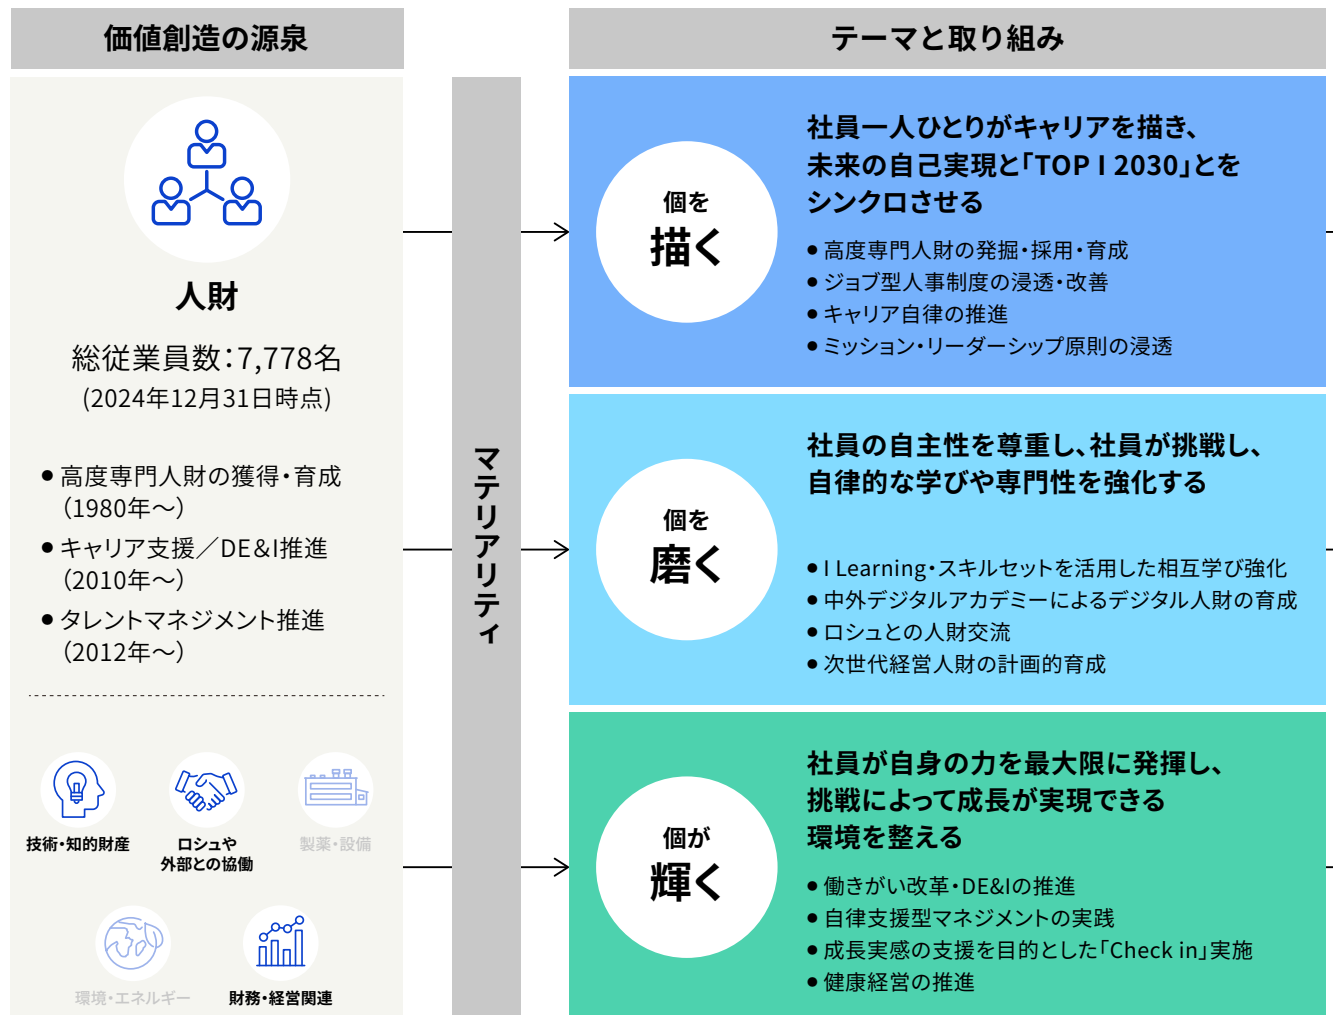 価値創造の源泉
人財
総従業員数：7,778名
(2024年12月31日時点)
● 高度専門人財の獲得・育成
（1980年～）
● キャリア支援／DE&I推進
（2010年～）
● タレントマネジメント推進
（2012年～）
技術・知的財産
ロシュや
外部との協働
製薬・設備
環境・エネルギー
財務・経営関連
マテリアリティ
テーマと取り組み
個を
描く
社員一人ひとりがキャリアを描き、
未来の自己実現と「TOP I 2030」とを
シンクロさせる
● 高度専門人財の発掘・採用・育成
● ジョブ型人事制度の浸透・改善
● キャリア自律の推進
● ミッション・リーダーシップ原則の浸透
個を
磨く
社員の自主性を尊重し、社員が挑戦し、
自律的な学びや専門性を強化する
● I Learning・スキルセットを活用した相互学び強化
● 中外デジタルアカデミーによるデジタル人財の育成
● ロシュとの人財交流
● 次世代経営人財の計画的育成
個が
輝く
社員が自身の力を最大限に発揮し、
挑戦によって成長が実現できる
環境を整える
● 働きがい改革・DE&Iの推進
● 自律支援型マネジメントの実践
● 成長実感の支援を目的とした「Check in」実施
● 健康経営の推進